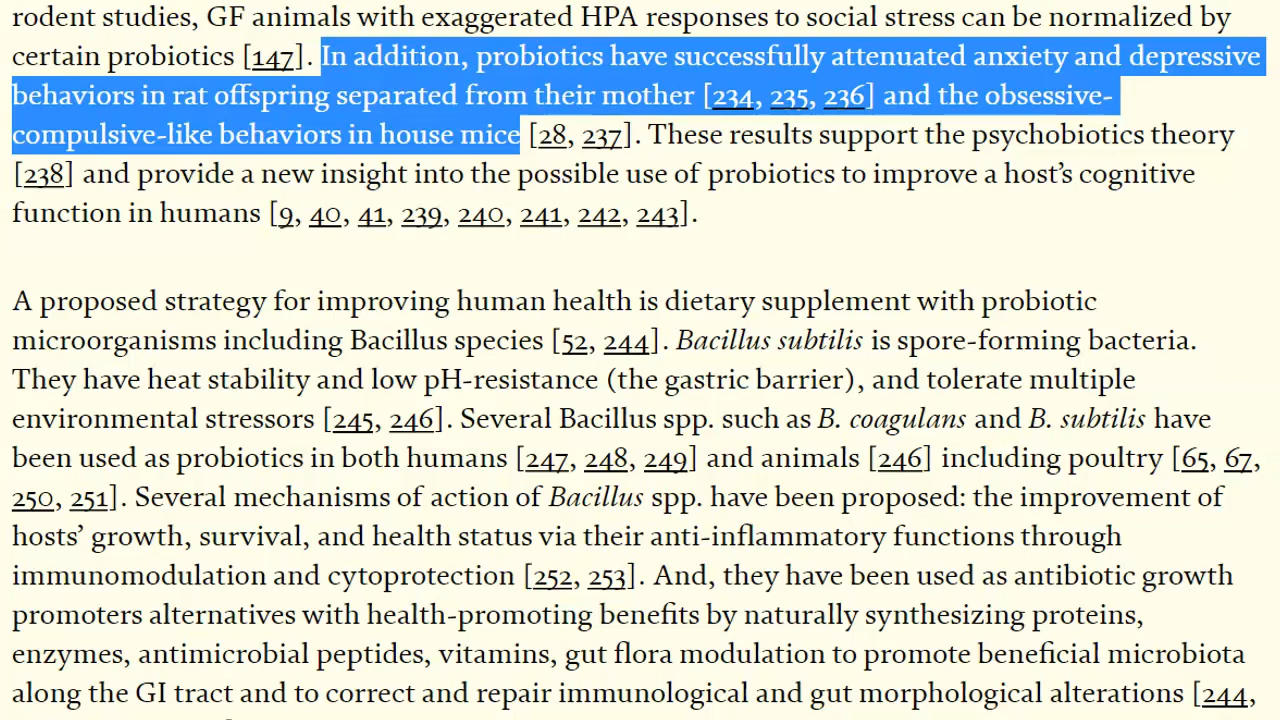 rodent studies, GF animals with exaggerated HPA responses to social stress can be normalized by
certain probiotics [147]. In addition, probiotics have successfully attenuated anxiety and depressive
behaviors in rat offspring separated from their mother [234, 235, 236] and the obsessive-
compulsive-like behaviors in house mice [28, 237]. These results support the psychobiotics theory
[238] and provide a new insight into the possible use of probiotics to improve a host’s cognitive
function in humans [9, 40, 41, 239, 240, 241, 242, 243].
A proposed strategy for improving human health is dietary supplement with probiotic
microorganisms including Bacillus species [52, 244]. Bacillus subtilis is spore-forming bacteria.
They have heat stability and low pH-resistance (the gastric barrier), and tolerate multiple
environmental stressors [245, 246]. Several Bacillus spp. such as B. coagulans and B. subtilis have
been used as probiotics in both humans [247, 248, 249] and animals [246] including poultry [65, 67,
250, 251]. Several mechanisms of action of Bacillus spp. have been proposed: the improvement of
hosts’ growth, survival, and health status via their anti-inflammatory functions through
immunomodulation and cytoprotection [252, 253]. And, they have been used as antibiotic growth
promoters alternatives with health-promoting benefits by naturally synthesizing proteins,
enzymes, antimicrobial peptides, vitamins, gut flora modulation to promote beneficial microbiota
along the GI tract and to correct and repair immunological and gut morphological alterations [244,